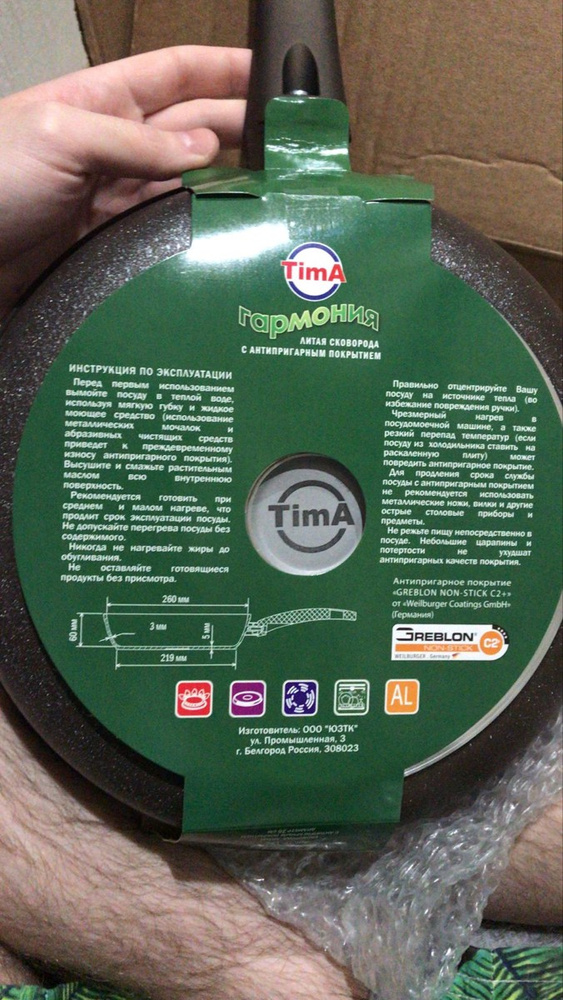 TimA
гармония
ЛИТАЯ СКОВОРОДА
С АНТИПРИГАРНЫМ ПОКРЫТИЕМ
ИНСТРУКЦИЯ ПО ЭКСПЛУАТАЦИИ
Перед первым использованием
вымойте посуду в теплой воде,
используя мягкую губку и жидкое
моющее средство (использование
металлических мочалок и
абразивных чистящих средств
приведет к преждевременному
износу антипригарного покрытия).
Высушите и смажьте растительным
маслом всю внутреннюю
поверхность.
Рекомендуется готовить при
среднем и малом нагреве, что
продлит срок эксплуатации посуды.
Не допускайте перегрева посуды без
содержимого.
Никогда не нагревайте жиры до
обугливания.
Не оставляйте готовящиеся
продукты без присмотра.
Правильно отцентрируйте Вашу
посуду на источнике тепла (во
избежание повреждения ручки).
Чрезмерный нагрев в
посудомоечной машине, а также
резкий перепад температур (если
посуду из холодильника ставить на
раскаленную плиту) может
повредить антипригарное покрытие.
Для продления срока службы
посуды с антипригарным покрытием
не рекомендуется использовать
металлические ножи, вилки и другие
острые столовые приборы и
предметы.
Не режьте пищу непосредственно в
посуде. Небольшие царапины и
потертости не ухудшат
антипригарных качеств покрытия.
TimA
Антипригарное покрытие
«GREBLON NON-STICK C2+»
от «Weilburger Coatings GmbH»
(Германия)
GREBLON
NON-STICK
C2+
WEILBURGER Germany
260 мм
60 мм
3 мм
5 мм
219 мм
AL
Изготовитель: ООО "ЮЗТК"
ул. Промышленная, 3
г. Белгород Россия, 308023